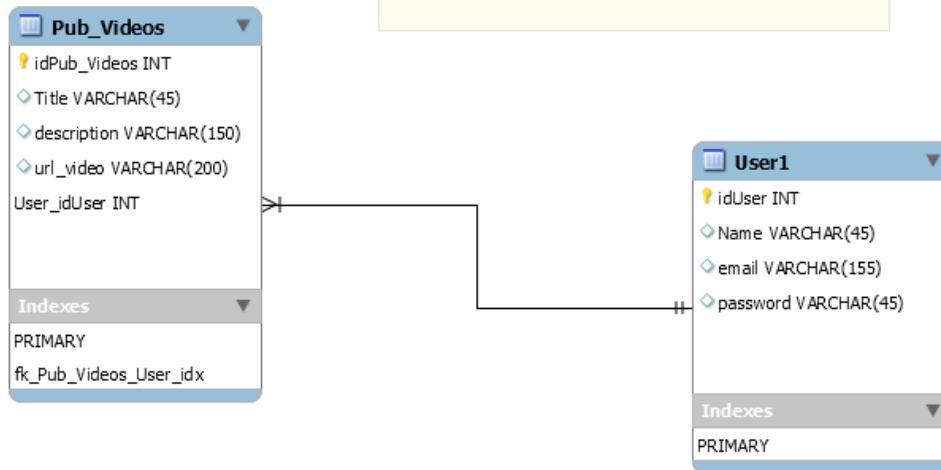 Pub_Videos
idPub_Videos INT
Title VARCHAR(45)
description VARCHAR(150)
url_video VARCHAR(200)
User_idUser INT
Indexes
PRIMARY
fk_Pub_Videos_User_idx
User1
idUser INT
Name VARCHAR(45)
email VARCHAR(155)
password VARCHAR(45)
Indexes
PRIMARY